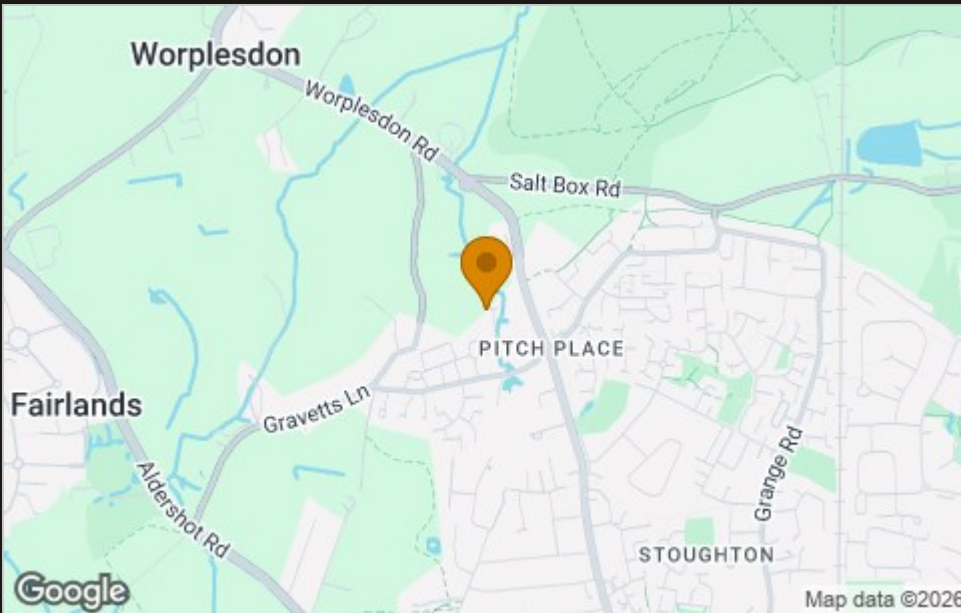 Worplesdon
Worplesdon Rd
Salt Box Rd
PITCH PLACE
Fairlands
Gravetts Ln
Grange Rd
Aldershot Rd
STOUGHTON
Google
Map data ©2026